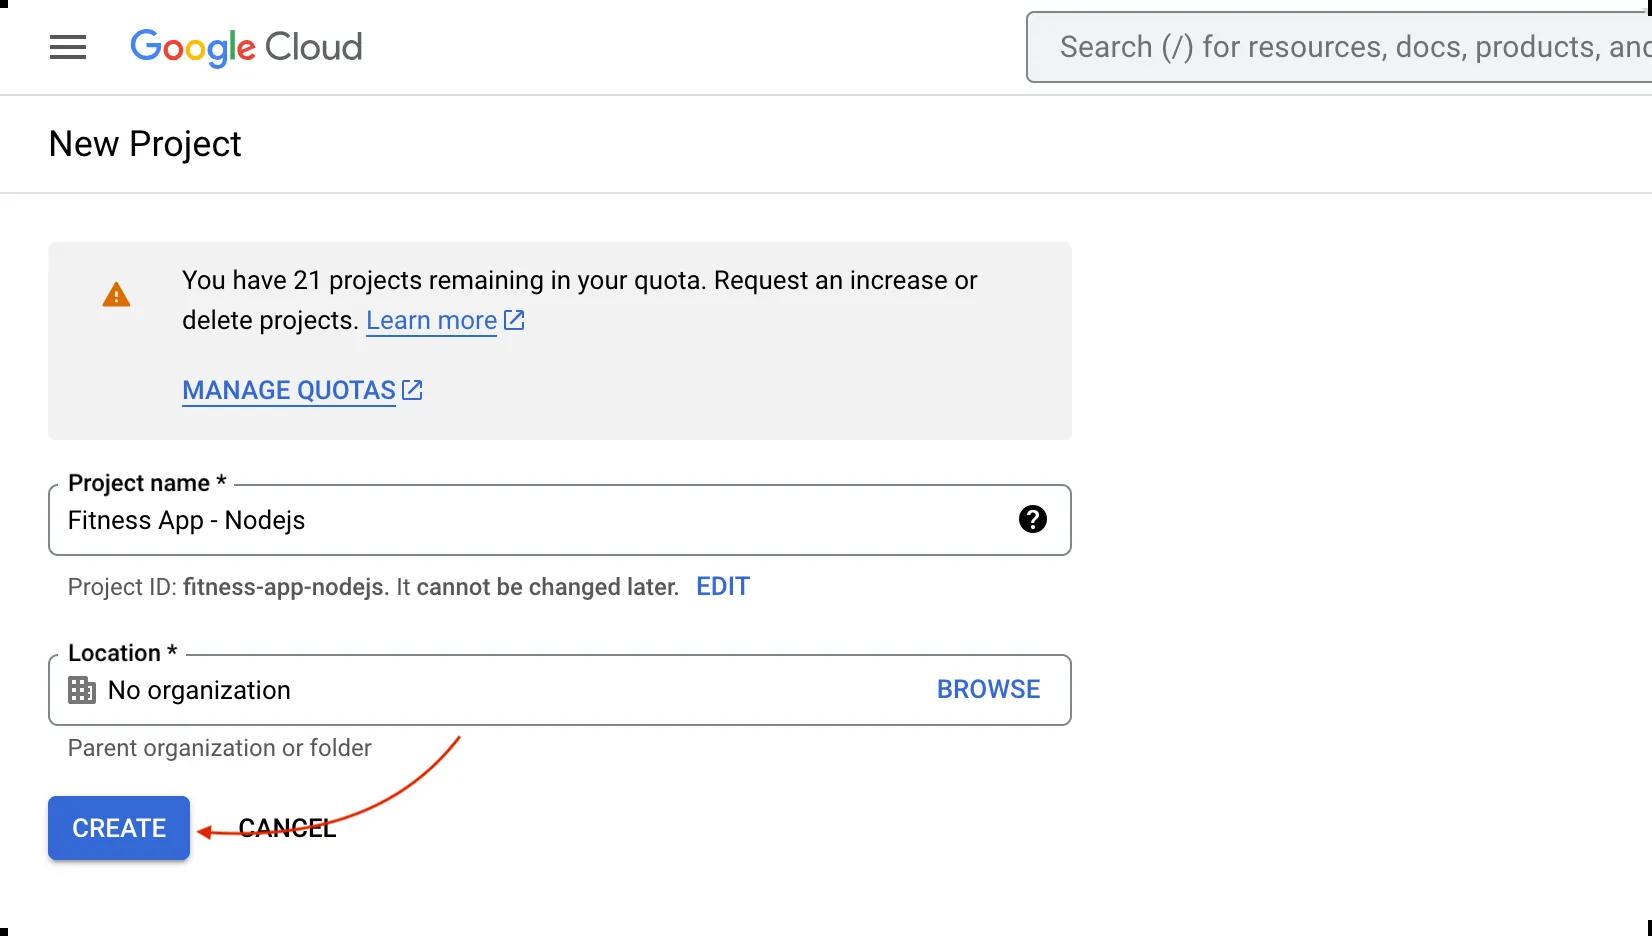 Google Cloud
Search (/) for resources, docs, products, and
New Project
You have 21 projects remaining in your quota. Request an increase or
delete projects. Learn more
MANAGE QUOTAS
Project name *
Fitness App - Nodejs
Project ID: fitness-app-nodejs. It cannot be changed later. EDIT
Location *
No organization
BROWSE
Parent organization or folder
CREATE
CANCEL